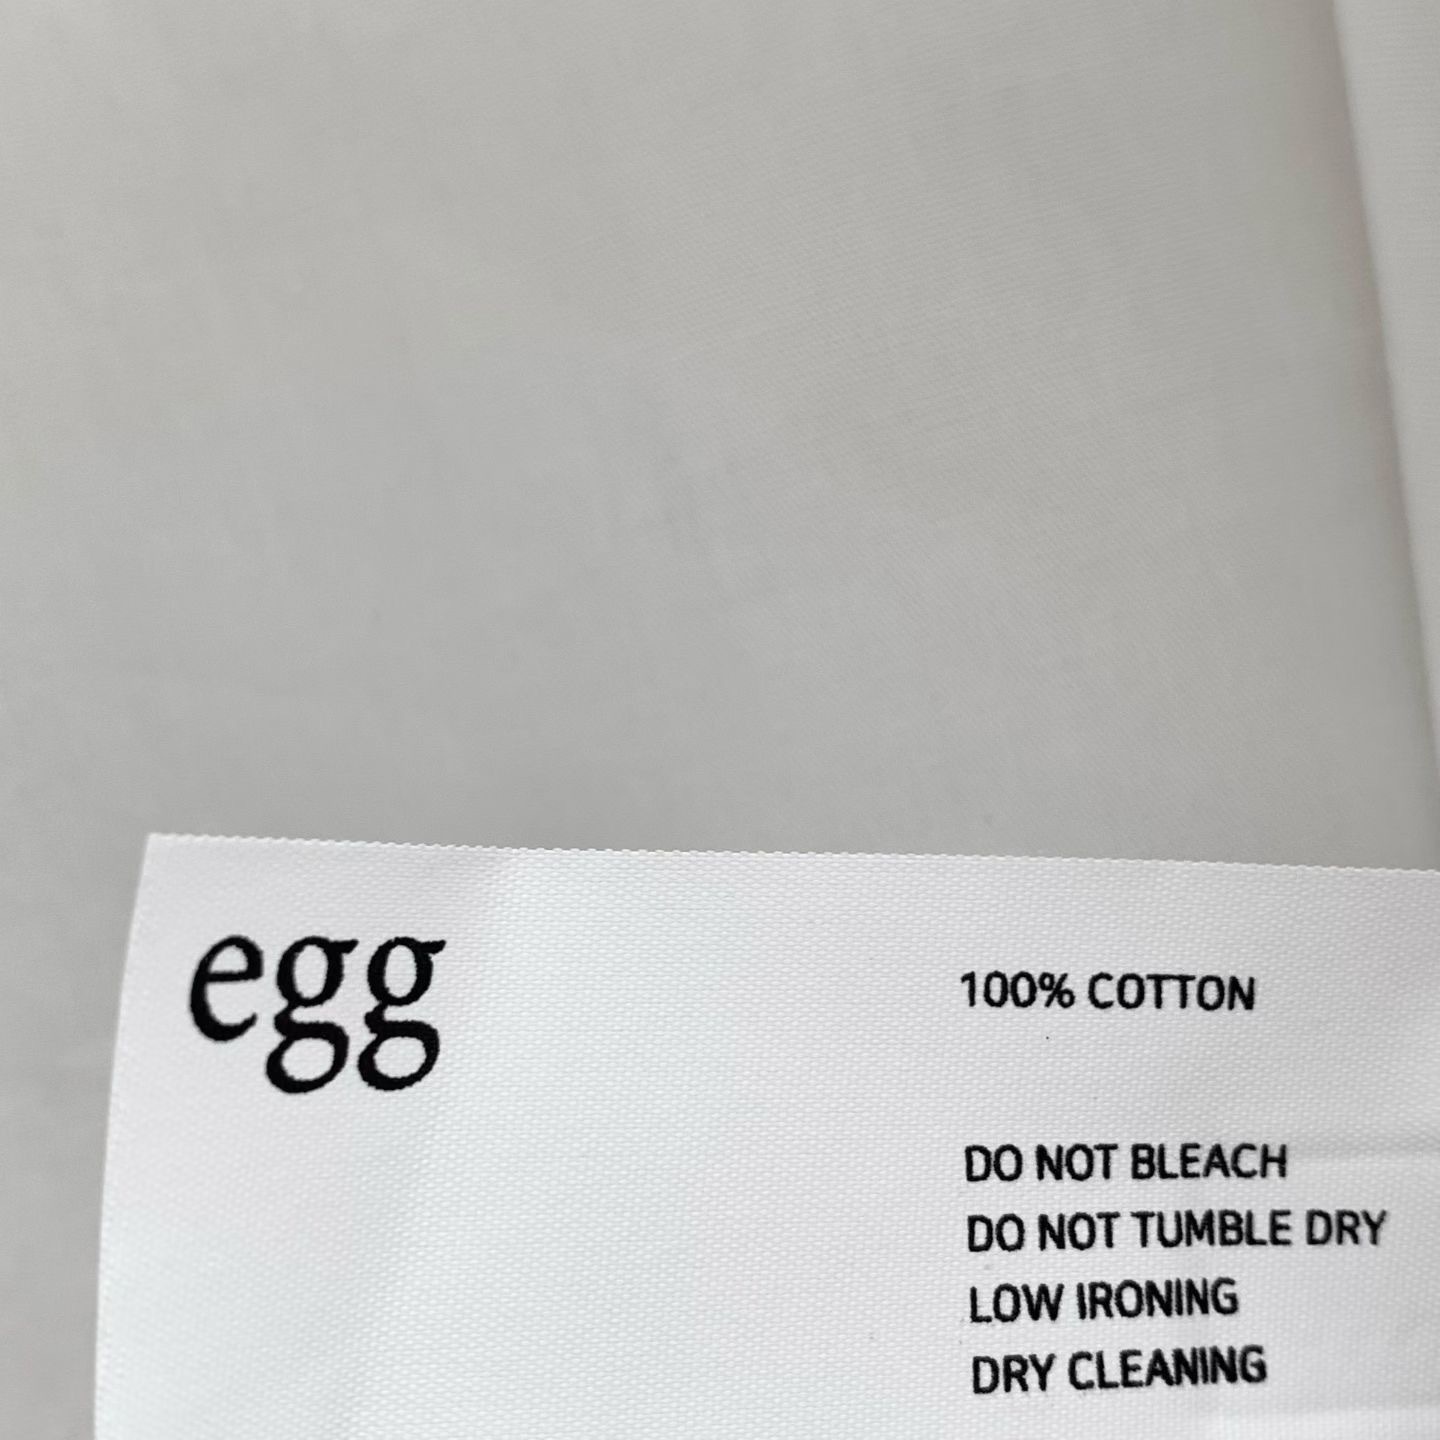 egg
100% COTTON
DO NOT BLEACH
DO NOT TUMBLE DRY
LOW IRONING
DRY CLEANING